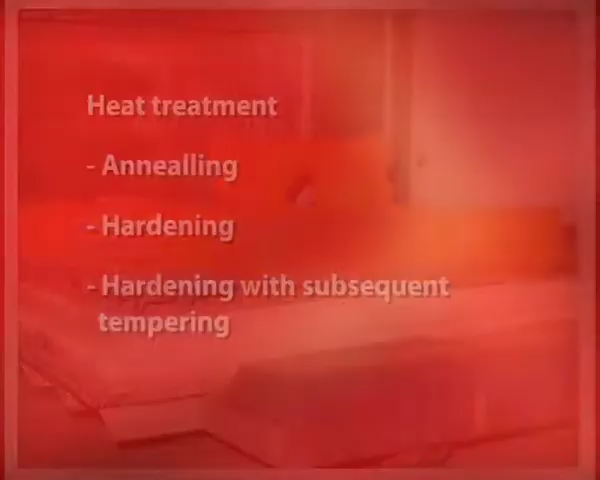 Heat treatment
- Annealling
- Hardening
- Hardening with subsequent
tempering